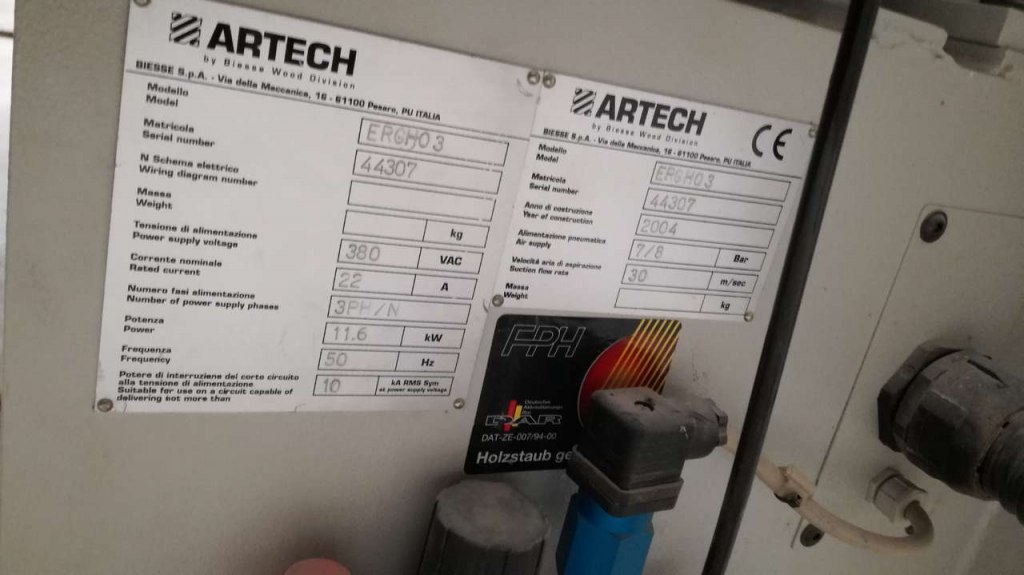 ARTECH
by Biesse Wood Division
BIESSE S.p.A. - Via della Meccanica, 16 - 61100 Pesaro, PU ITALIA
Modello
Model
ERGHO3
Matricola
Serial number
44307
N Schema elettrico
Wiring diagram number
Massa
Weight
kg
Tensione di alimentazione
Power supply voltage
380 VAC
Corrente nominale
Rated current
22 A
Numero fasi alimentazione
Number of power supply phases
3PH/N
Potenza
Power
11.6 kW
Frequenza
Frequency
50 Hz
Potere di interruzione del corto circuito
alla tensione di alimentazione
Suitable for use on a circuit capable of
delivering not more than
10 kA RMS Sym
at power supply voltage
ARTECH
by Biesse Wood Division
CE
BIESSE S.p.A. - Via della Meccanica, 16 - 61100 Pesaro, PU ITALIA
Modello
Model
ERGHO3
Matricola
Serial number
44307
Anno di costruzione
Year of construction
2004
Alimentazione pneumatica
Air supply
7/8 Bar
Velocità aria di aspirazione
Suction flow rate
30 m/sec
Massa
Weight
kg
FPH
Deutscher
DAR
DAT-ZE-007/94-00
Holzstaub ge